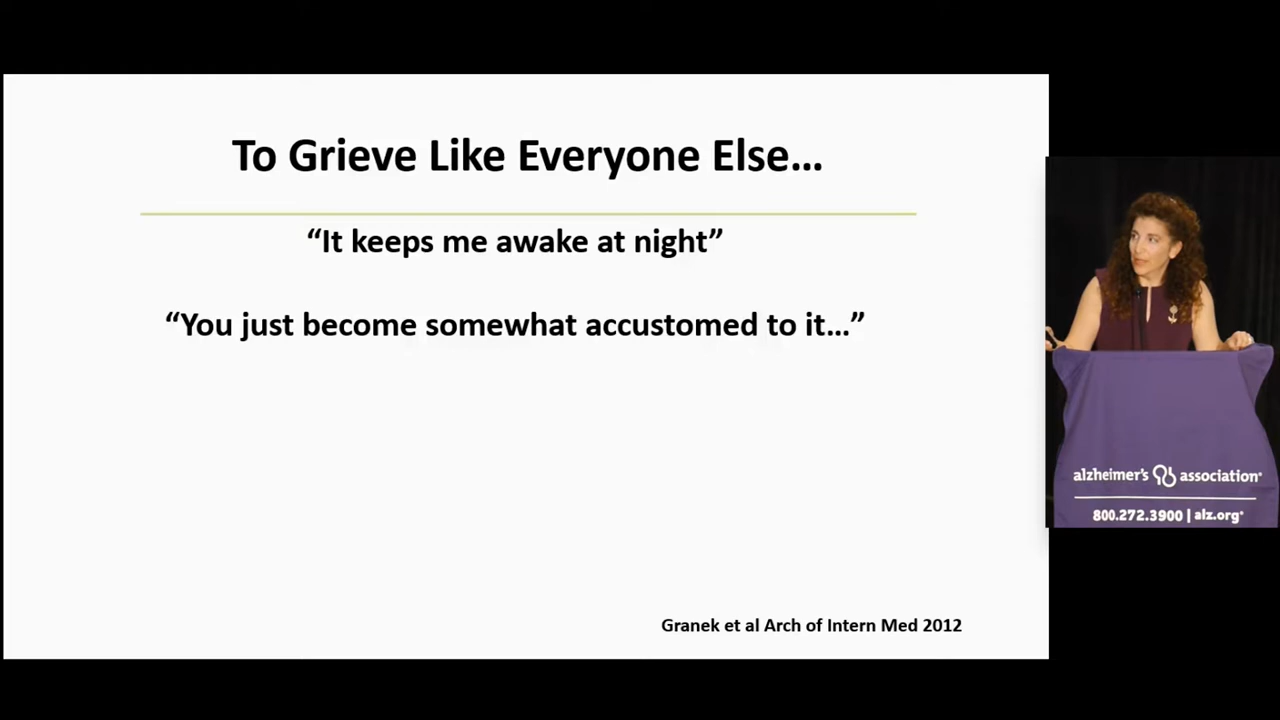 To Grieve Like Everyone Else…
“It keeps me awake at night”
“You just become somewhat accustomed to it…”
Granek et al Arch of Intern Med 2012
alzheimer's association®
800.272.3900 | alz.org®